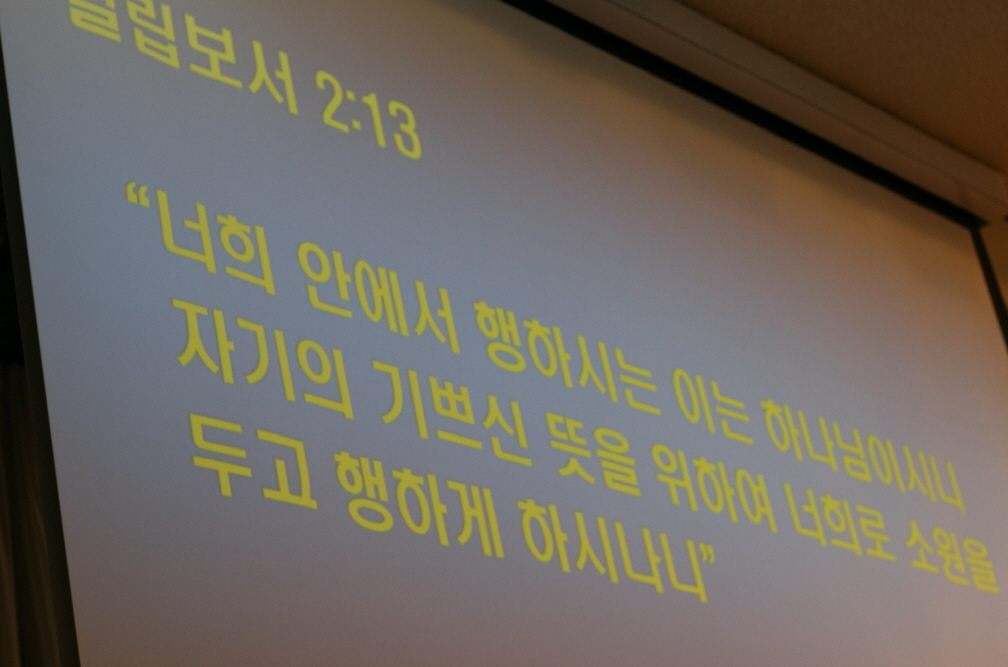 빌립보서 2:13
“너희 안에서 행하시는 이는 하나님이시니
자기의 기쁘신 뜻을 위하여 너희로 소원을
두고 행하게 하시나니”